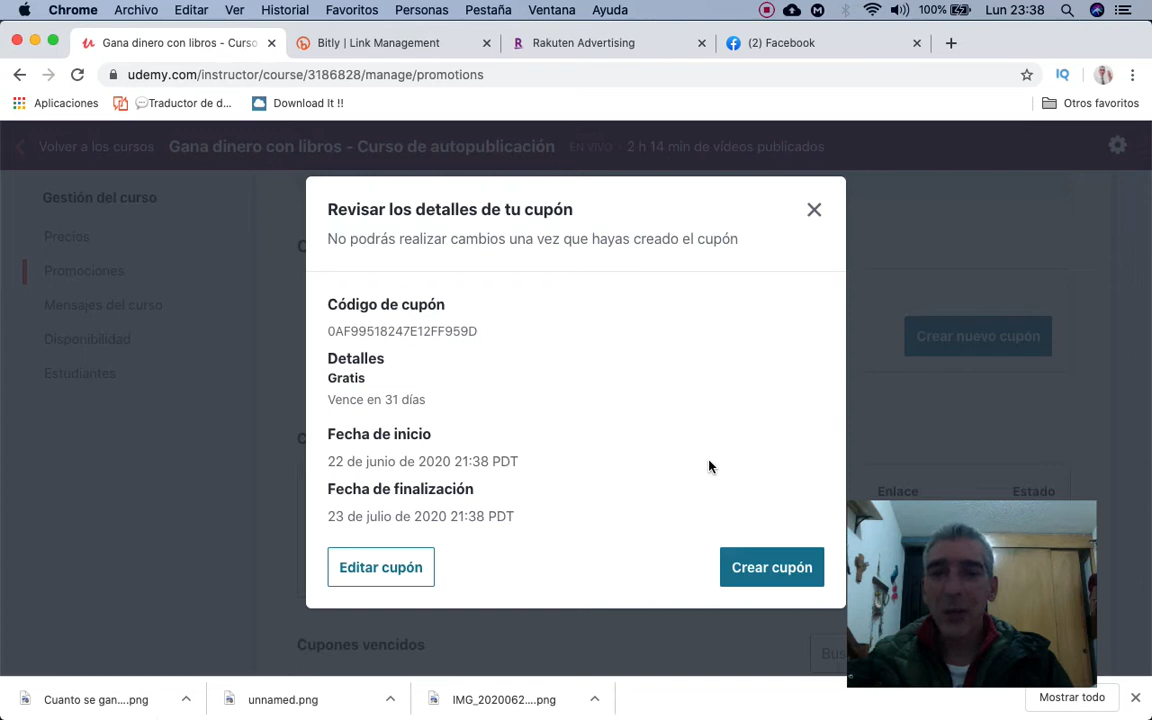 Chrome Archivo Editar Ver Historial Favoritos Personas Pestaña Ventana Ayuda 100% Lun 23:38
Gana dinero con libros - Curso Bitly | Link Management Rakuten Advertising (2) Facebook
udemy.com/instructor/course/3186828/manage/promotions
Aplicaciones Traductor de d... Download It !! Otros favoritos
Volver a los cursos Gana dinero con libros - Curso de autopublicación EN VIVO 2 h 14 min de vídeos publicados
Gestión del curso
Precios
Promociones
Mensajes del curso
Disponibilidad
Estudiantes
Revisar los detalles de tu cupón
No podrás realizar cambios una vez que hayas creado el cupón
Código de cupón
0AF99518247E12FF959D
Detalles
Gratis
Vence en 31 días
Fecha de inicio
22 de junio de 2020 21:38 PDT
Fecha de finalización
23 de julio de 2020 21:38 PDT
Editar cupón Crear cupón
Crear nuevo cupón
Enlace Estado
Cupones vencidos
Cuanto se gan....png unnamed.png IMG_2020062....png Mostrar todo